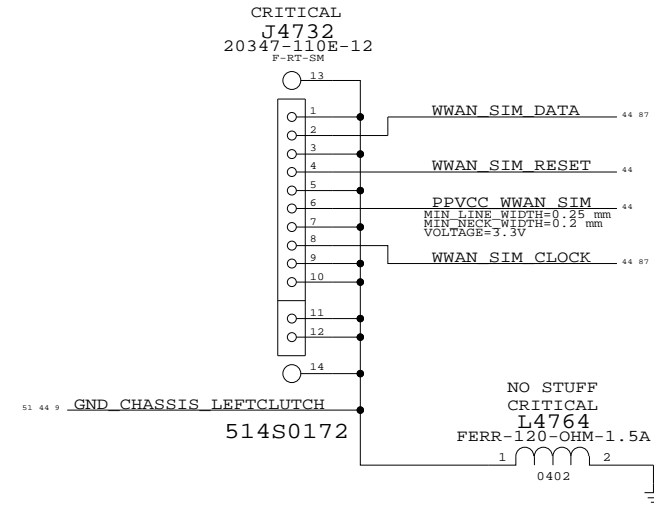 CRITICAL
J4732
20347-110E-12
F-RT-SM
13
1
WWAN_SIM_DATA 44 87
2
3
4
WWAN_SIM_RESET 44
5
6
PPVCC_WWAN_SIM 44
MIN_LINE_WIDTH=0.25 mm
MIN_NECK_WIDTH=0.2 mm
VOLTAGE=3.3V
7
8
9
WWAN_SIM_CLOCK 44 87
10
11
12
14
51 44 9 GND_CHASSIS_LEFTCLUTCH
514S0172
NO STUFF
CRITICAL
L4764
FERR-120-OHM-1.5A
1 2
0402